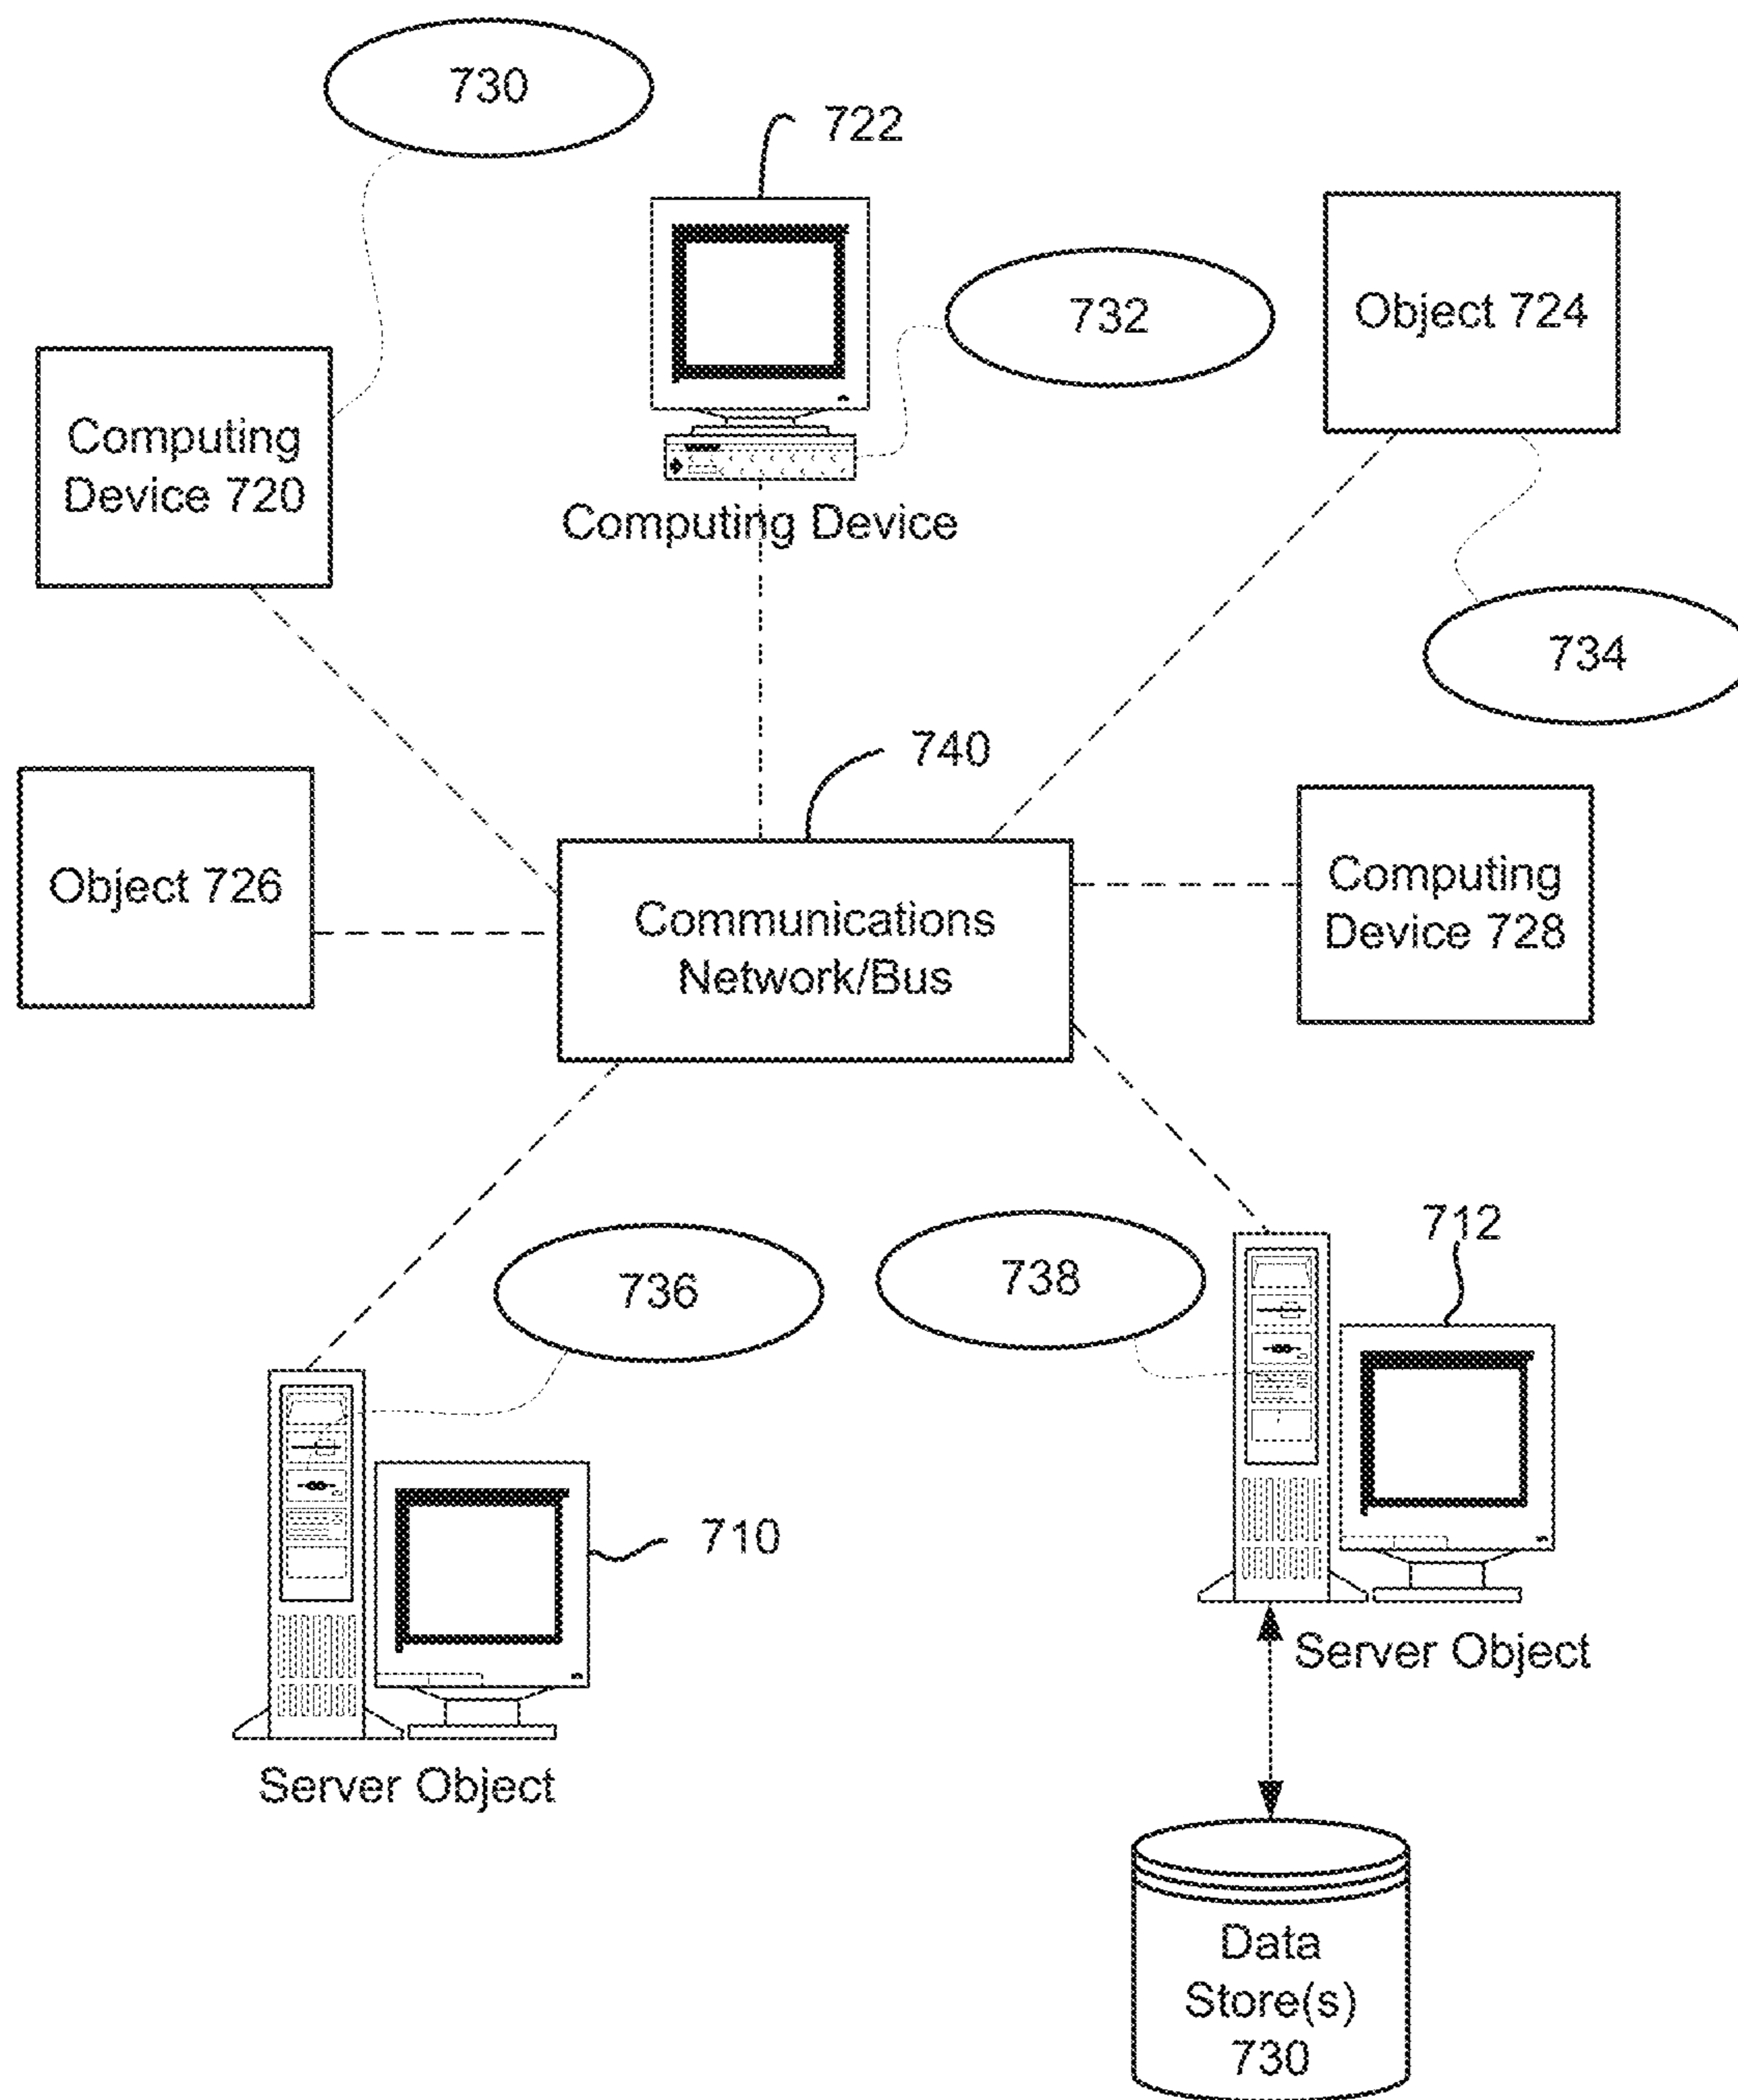 730
722
732
Object 724
Computing
Device 720
Computing Device
734
740
Object 726
Communications
Network/Bus
Computing
Device 728
736
738
712
710
Server Object
Server Object
Data
Store(s)
730